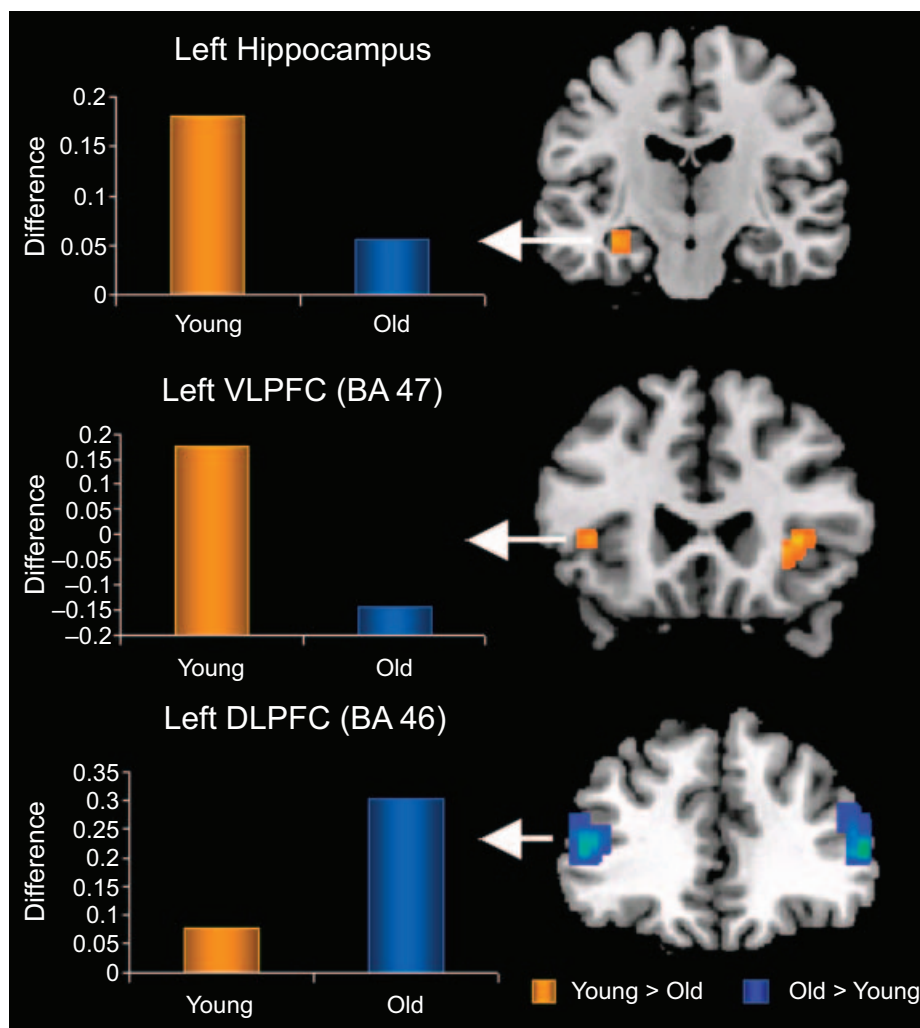 Left Hippocampus
Difference
0.2
0.15
0.1
0.05
0
Young Old
Left VLPFC (BA 47)
Difference
0.2
0.15
0.1
0.05
0
–0.05
–0.1
–0.15
–0.2
Young Old
Left DLPFC (BA 46)
Difference
0.35
0.3
0.25
0.2
0.15
0.1
0.05
0
Young Old
Young > Old Old > Young